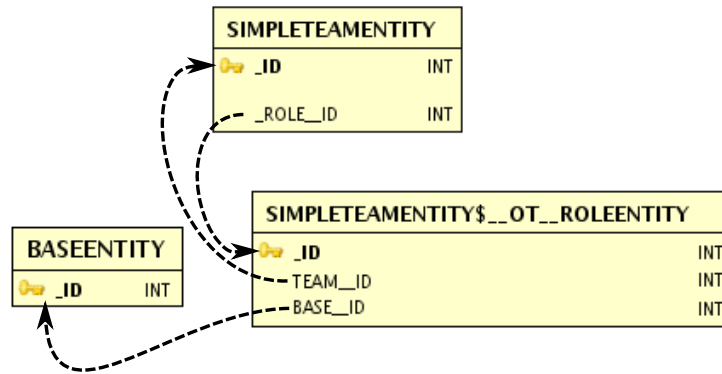 SIMPLETEAMENTITY
_ID INT
_ROLE__ID INT
SIMPLETEAMENTITY$__OT__ROLEENTITY
_ID INT
TEAM__ID INT
BASE__ID INT
BASEENTITY
_ID INT